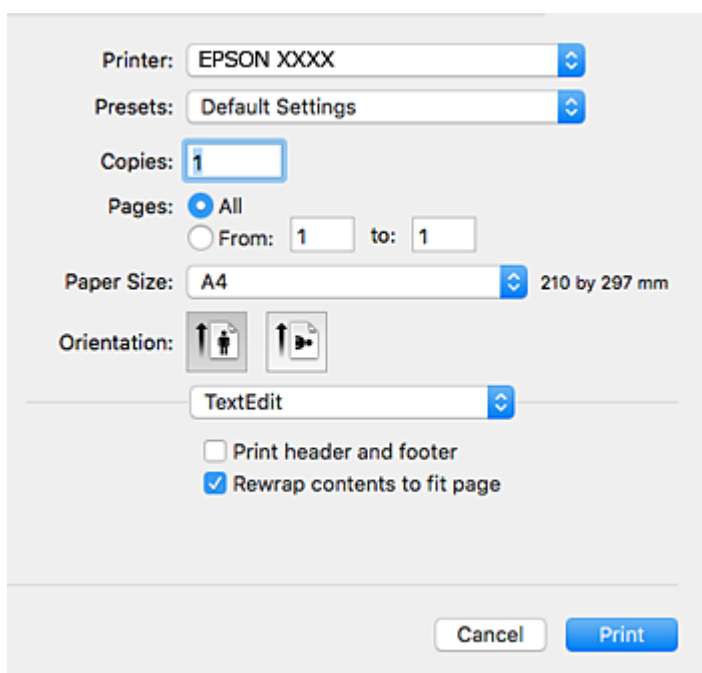 Printer: EPSON XXXX
Presets: Default Settings
Copies: 1
Pages: All
From: 1 to: 1
Paper Size: A4 210 by 297 mm
Orientation:
TextEdit
Print header and footer
Rewrap contents to fit page
Cancel Print